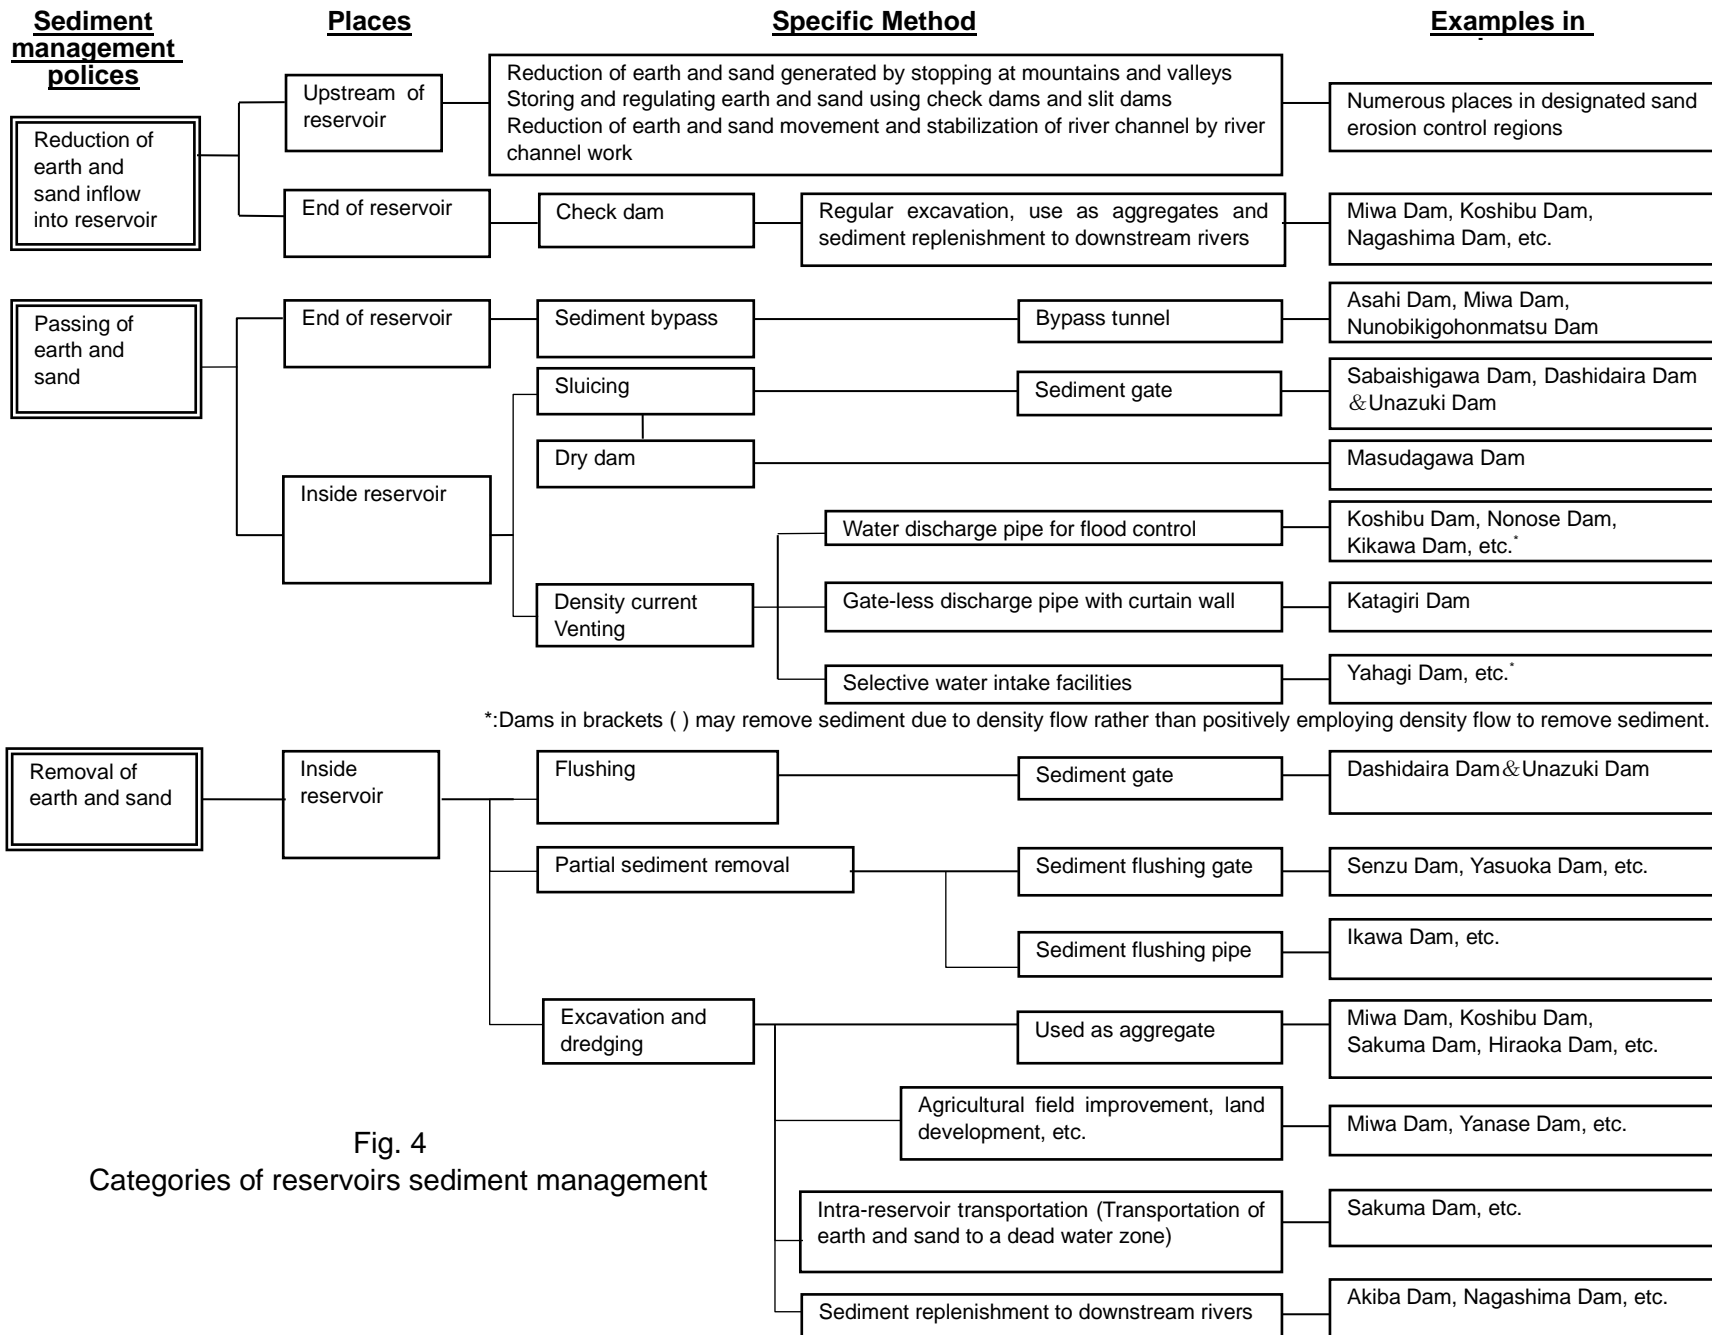 Sediment
management
polices
Places
Specific Method
Examples in
Reduction of
earth and
sand inflow
into reservoir
Upstream of
reservoir
Reduction of earth and sand generated by stopping at mountains and valleys
Storing and regulating earth and sand using check dams and slit dams
Reduction of earth and sand movement and stabilization of river channel by river
channel work
Numerous places in designated sand
erosion control regions
End of reservoir
Check dam
Regular excavation, use as aggregates and
sediment replenishment to downstream rivers
Miwa Dam, Koshibu Dam,
Nagashima Dam, etc.
Passing of
earth and
sand
End of reservoir
Sediment bypass
Bypass tunnel
Asahi Dam, Miwa Dam,
Nunobikigohonmatsu Dam
Inside reservoir
Sluicing
Sediment gate
Sabaishigawa Dam, Dashidaira Dam
&Unazuki Dam
Dry dam
Masudagawa Dam
Density current
Venting
Water discharge pipe for flood control
Koshibu Dam, Nonose Dam,
Kikawa Dam, etc.*
Gate-less discharge pipe with curtain wall
Katagiri Dam
Selective water intake facilities
Yahagi Dam, etc.*
*:Dams in brackets ( ) may remove sediment due to density flow rather than positively employing density flow to remove sediment.
Removal of
earth and sand
Inside
reservoir
Flushing
Sediment gate
Dashidaira Dam&Unazuki Dam
Partial sediment removal
Sediment flushing gate
Senzu Dam, Yasuoka Dam, etc.
Sediment flushing pipe
Ikawa Dam, etc.
Excavation and
dredging
Used as aggregate
Miwa Dam, Koshibu Dam,
Sakuma Dam, Hiraoka Dam, etc.
Agricultural field improvement, land
development, etc.
Miwa Dam, Yanase Dam, etc.
Intra-reservoir transportation (Transportation of
earth and sand to a dead water zone)
Sakuma Dam, etc.
Sediment replenishment to downstream rivers
Akiba Dam, Nagashima Dam, etc.
Fig. 4
Categories of reservoirs sediment management